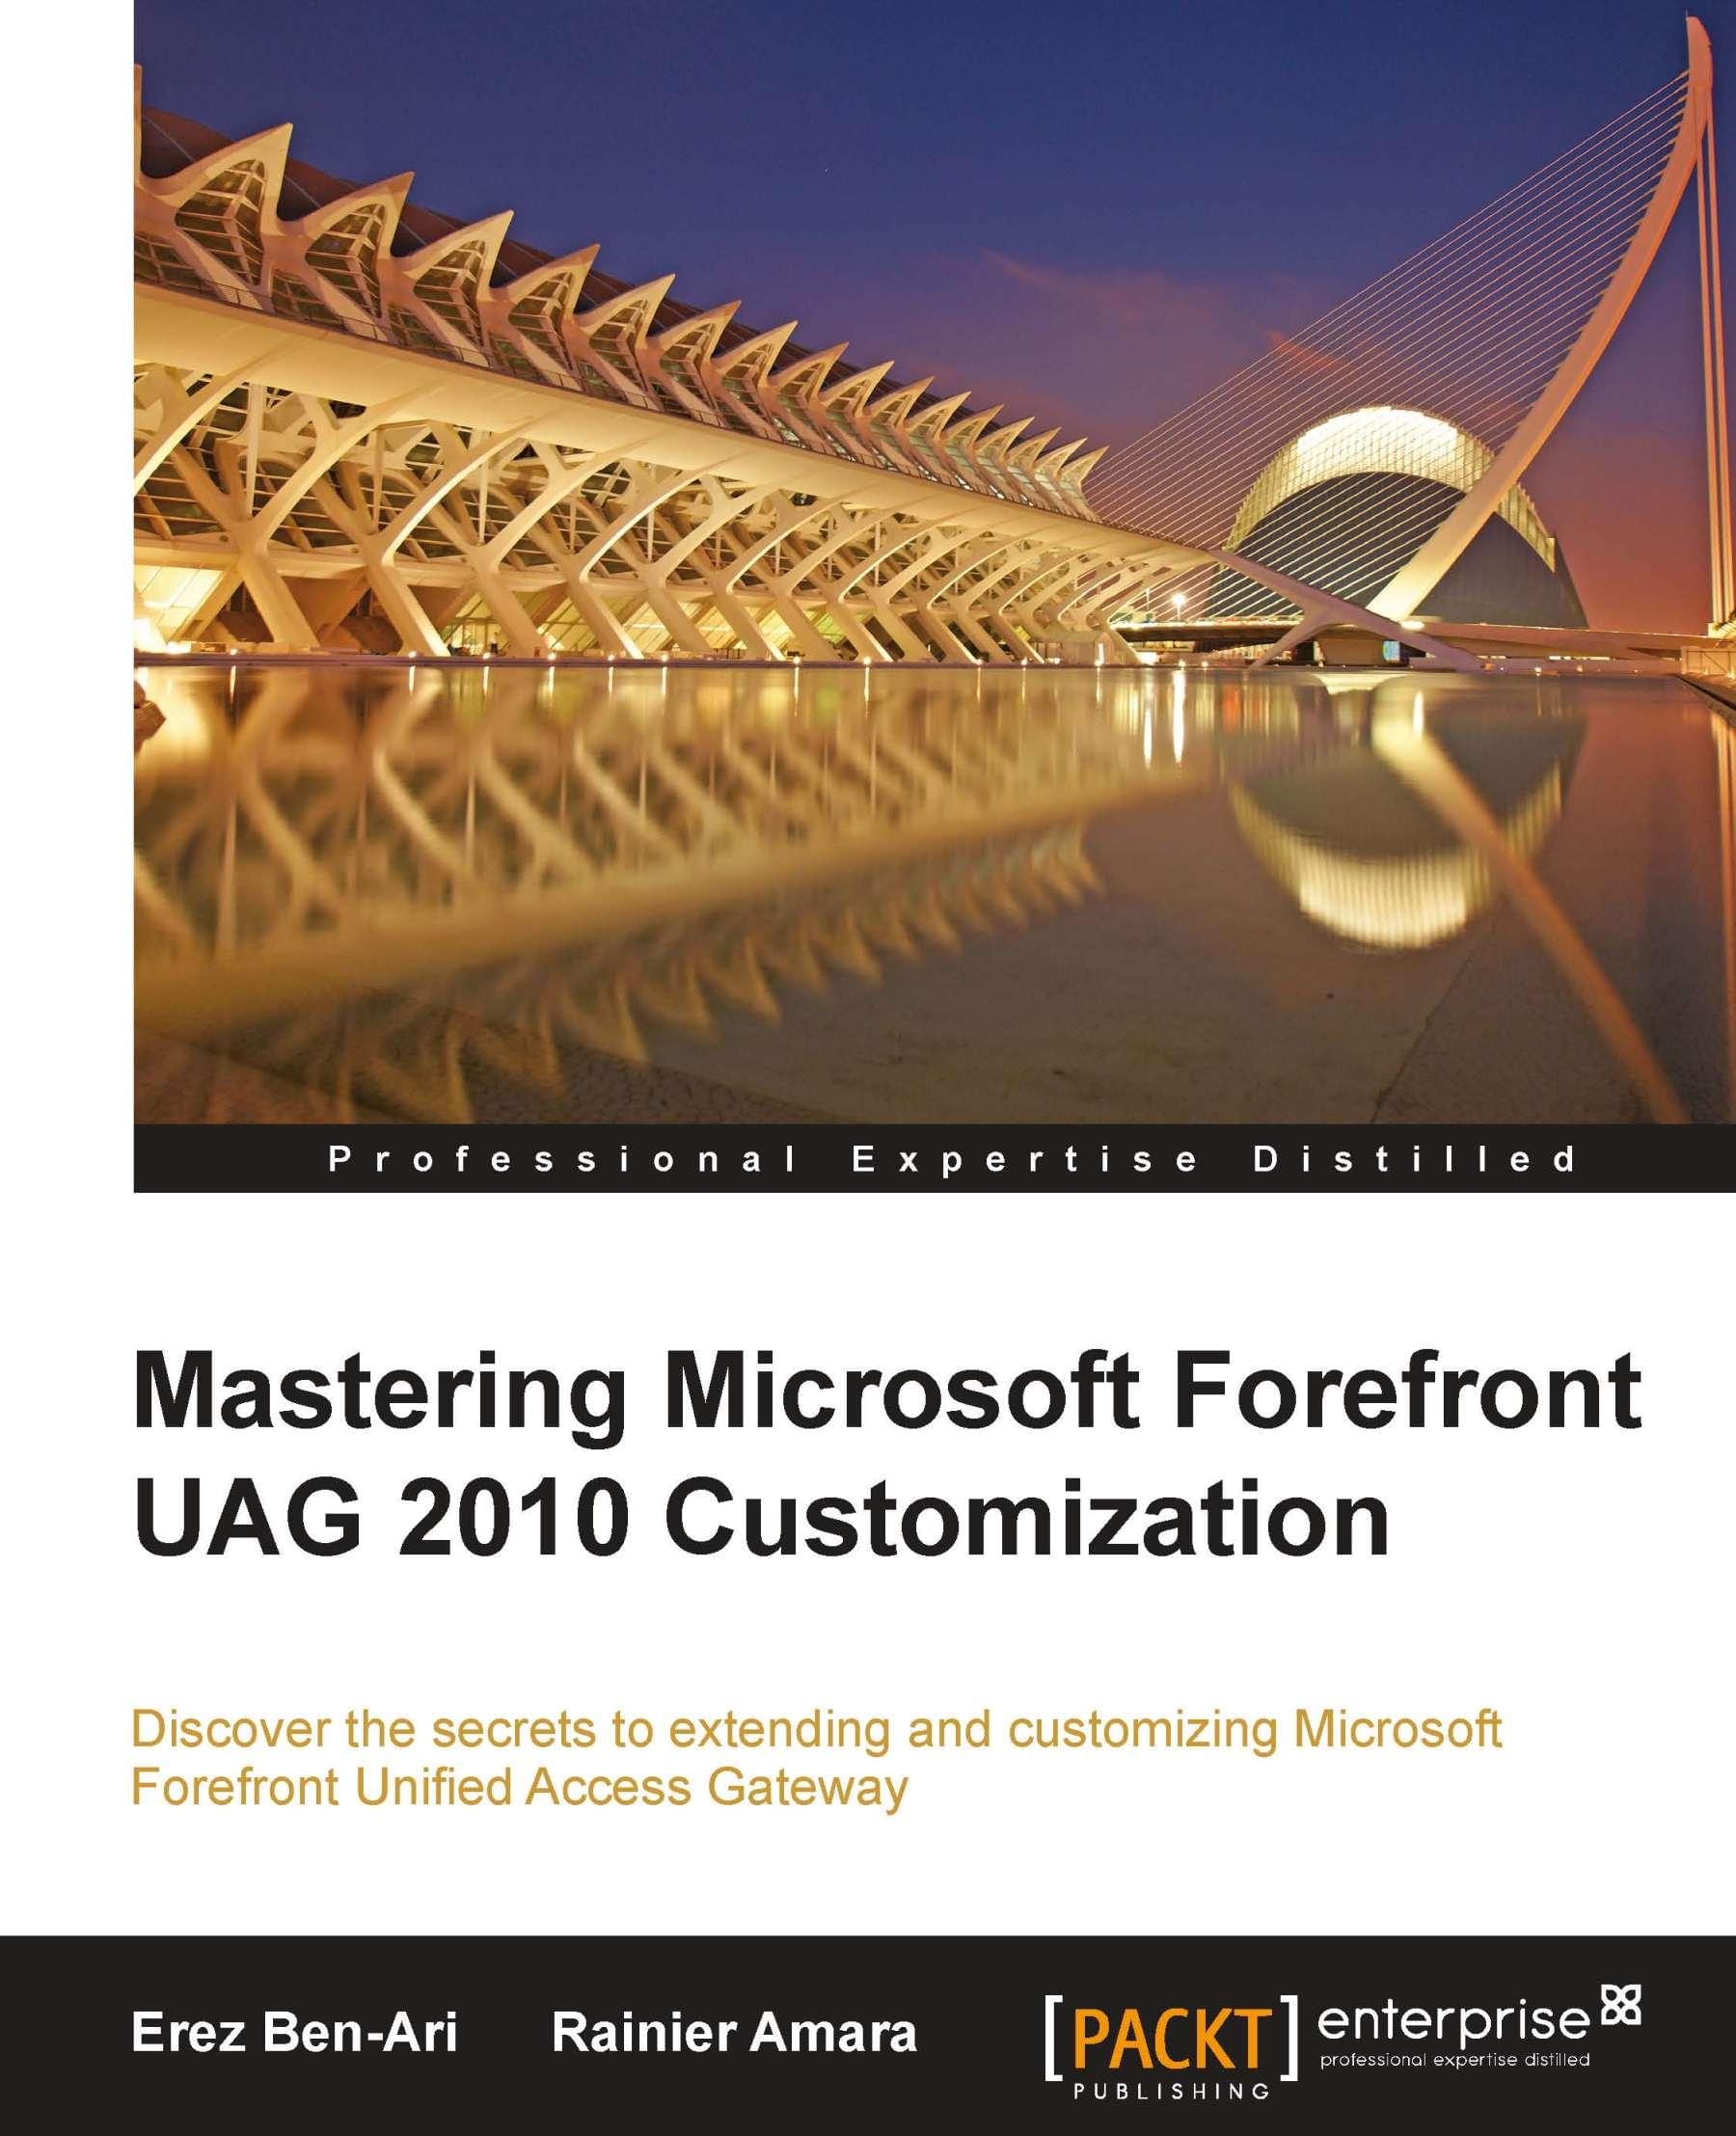 Professional Expertise Distilled
Mastering Microsoft Forefront
UAG 2010 Customization
Discover the secrets to extending and customizing Microsoft
Forefront Unified Access Gateway
Erez Ben-Ari Rainier Amara
[PACKT] enterprise
professional expertise distilled
PUBLISHING